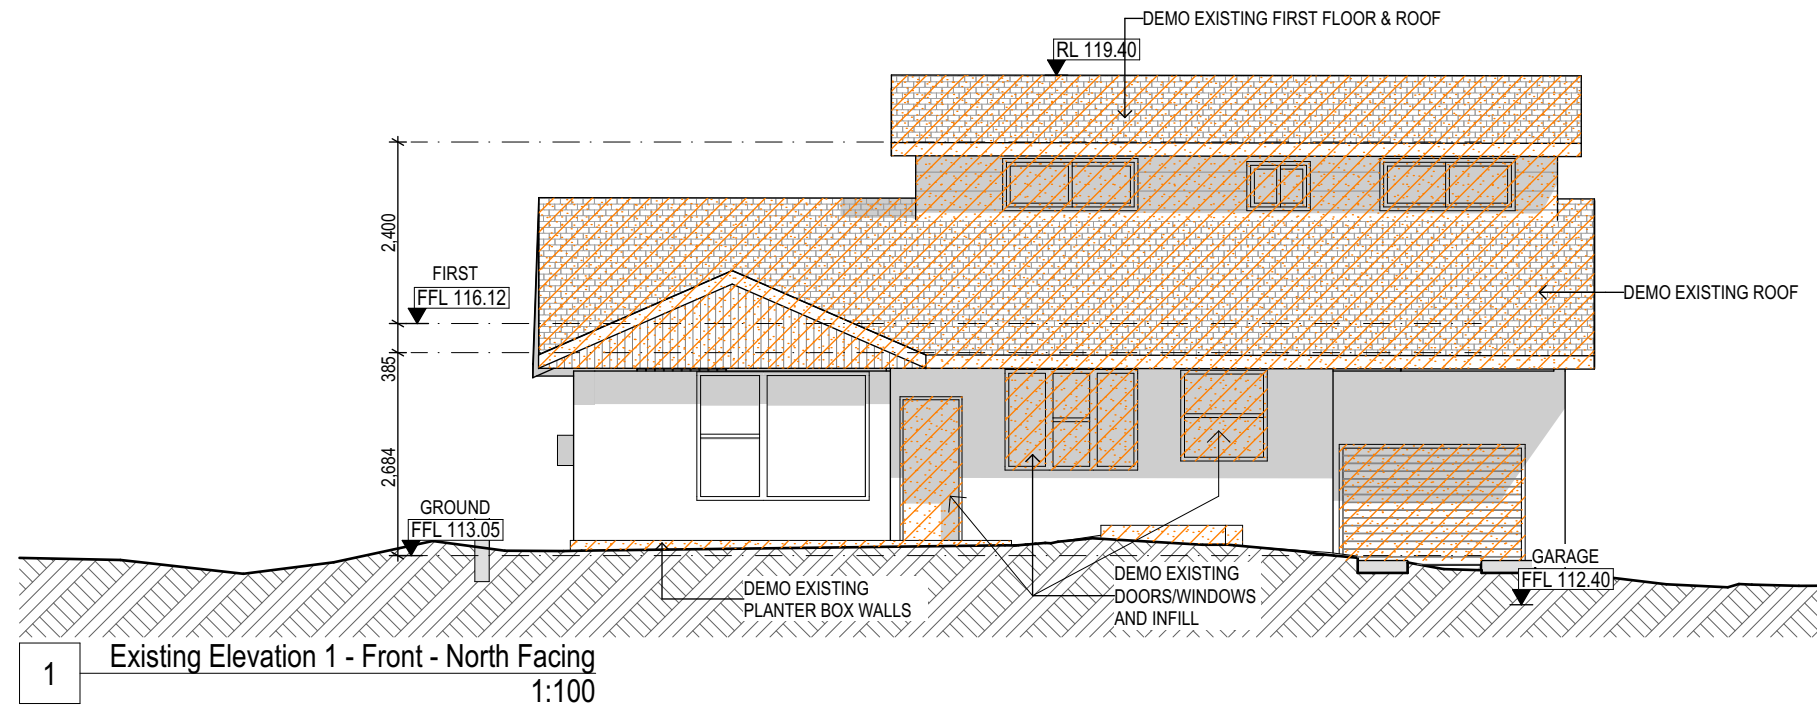 DEMO EXISTING FIRST FLOOR & ROOF
RL 119.40
2,400
FIRST
FFL 116.12
DEMO EXISTING ROOF
385
2,684
GROUND
FFL 113.05
GARAGE
FFL 112.40
DEMO EXISTING
PLANTER BOX WALLS
DEMO EXISTING
DOORS/WINDOWS
AND INFILL
1
Existing Elevation 1 - Front - North Facing
1:100